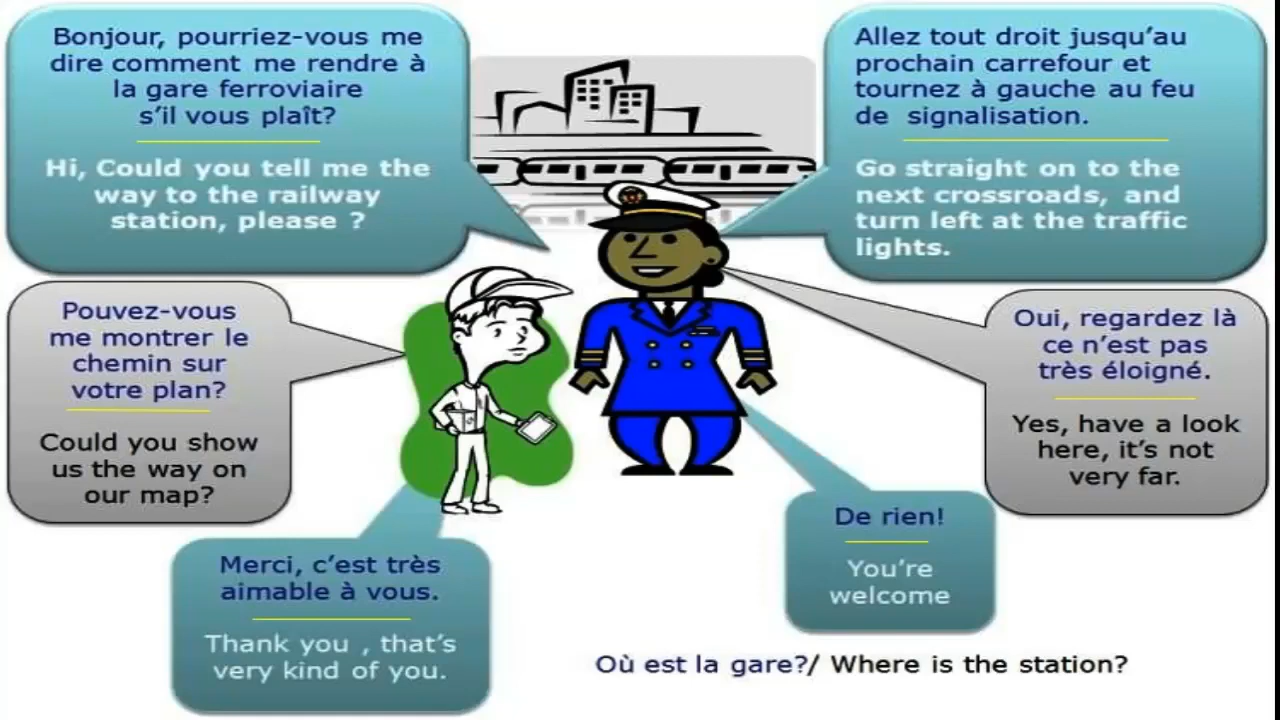 Bonjour, pourriez-vous me
dire comment me rendre à
la gare ferroviaire
s’il vous plaît?
Hi, Could you tell me the
way to the railway
station, please ?
Allez tout droit jusqu’au
prochain carrefour et
tournez à gauche au feu
de signalisation.
Go straight on to the
next crossroads, and
turn left at the traffic
lights.
Pouvez-vous
me montrer le
chemin sur
votre plan?
Could you show
us the way on
our map?
Oui, regardez là
ce n’est pas
très éloigné.
Yes, have a look
here, it’s not
very far.
Merci, c’est très
aimable à vous.
Thank you , that’s
very kind of you.
De rien!
You’re
welcome
Où est la gare?/ Where is the station?